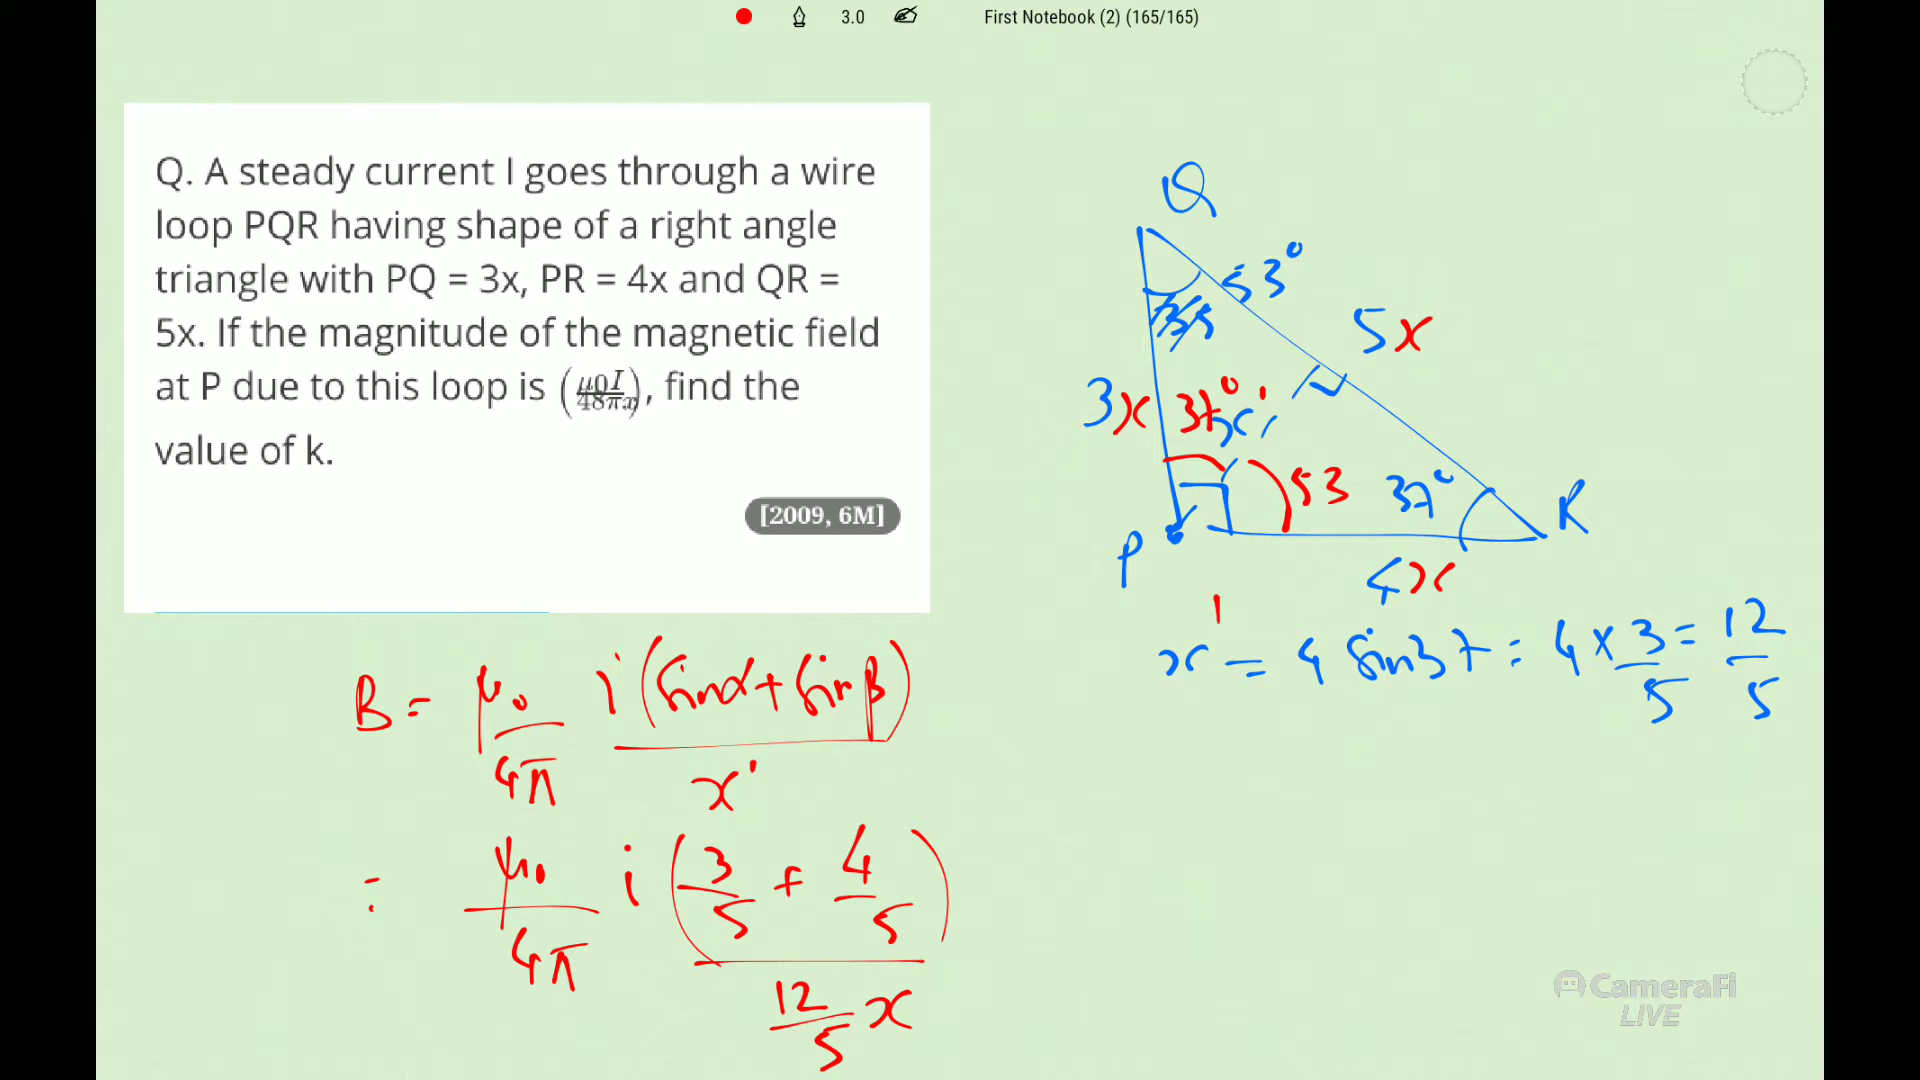 3.0 First Notebook (2) (165/165)
Q. A steady current I goes through a wire
loop PQR having shape of a right angle
triangle with PQ = 3x, PR = 4x and QR =
5x. If the magnitude of the magnetic field
at P due to this loop is (μ0I/48πx), find the
value of k.
[2009, 6M]
Q
53°
5x
3x
37°
x'
53
37°
R
P
4x
x' = 4 sin37 = 4 × 3/5 = 12/5
B = μ₀/4π i(sinα + sinβ)/x'
= μ₀/4π i(3/5 + 4/5)/(12/5 x)
CameraFi
LIVE